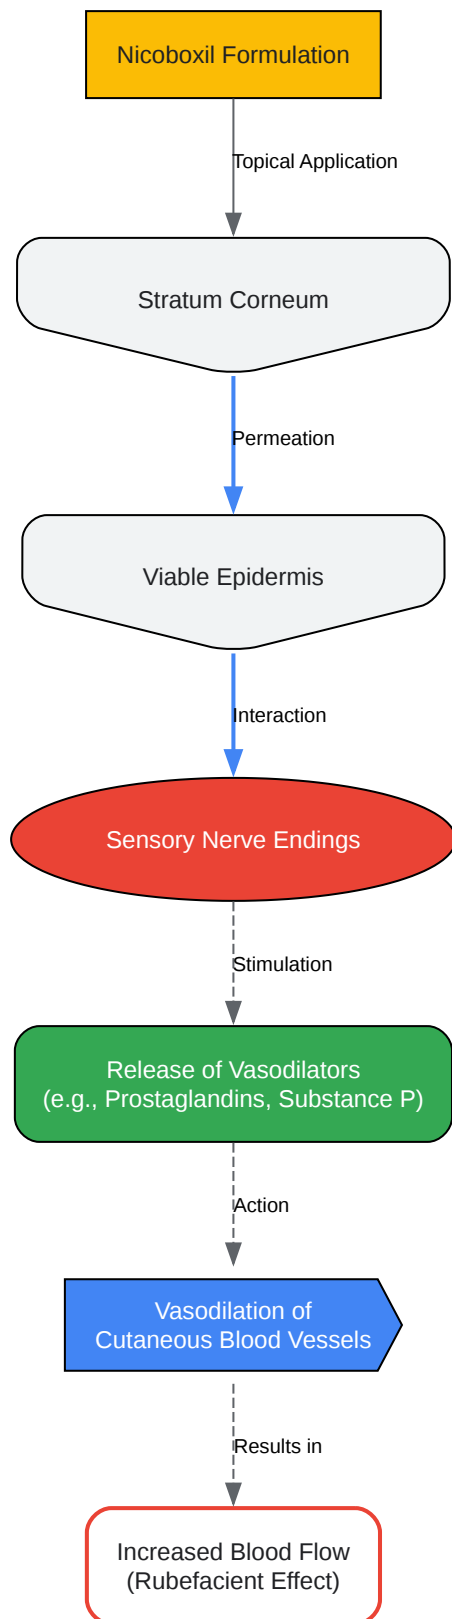 Nicoboxil Formulation
Topical Application
Stratum Corneum
Permeation
Viable Epidermis
Interaction
Sensory Nerve Endings
Stimulation
Release of Vasodilators
(e.g., Prostaglandins, Substance P)
Action
Vasodilation of
Cutaneous Blood Vessels
Results in
Increased Blood Flow
(Rubefacient Effect)